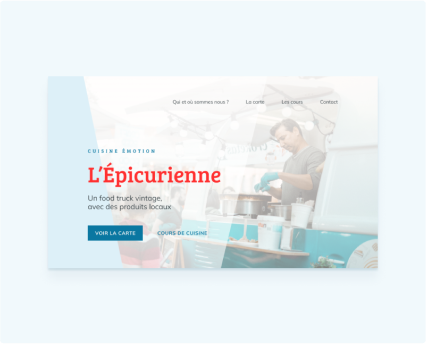 Qui et où sommes nous ? La carte Les cours Contact
CUISINE ÉMOTION
L'Épicurienne
Un food truck vintage,
avec des produits locaux
VOIR LA CARTE COURS DE CUISINE